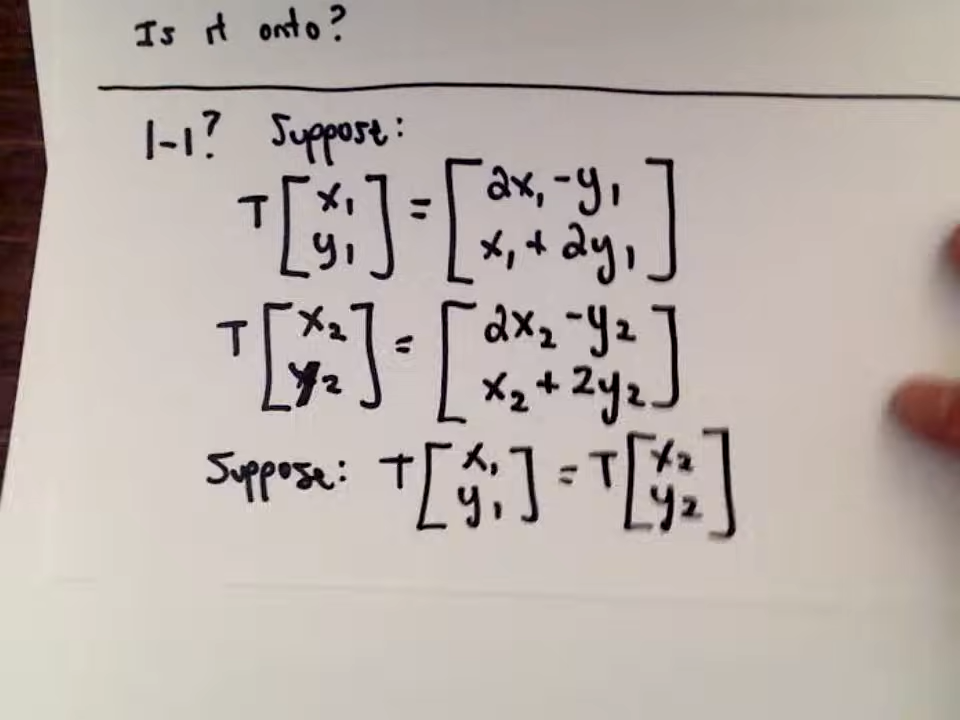 Is it onto?
1-1? Suppose:
T [x₁ y₁] = [2x₁ - y₁ x₁ + 2y₁]
T [x₂ y₂] = [2x₂ - y₂ x₂ + 2y₂]
Suppose: T [x₁ y₁] = T [x₂ y₂]